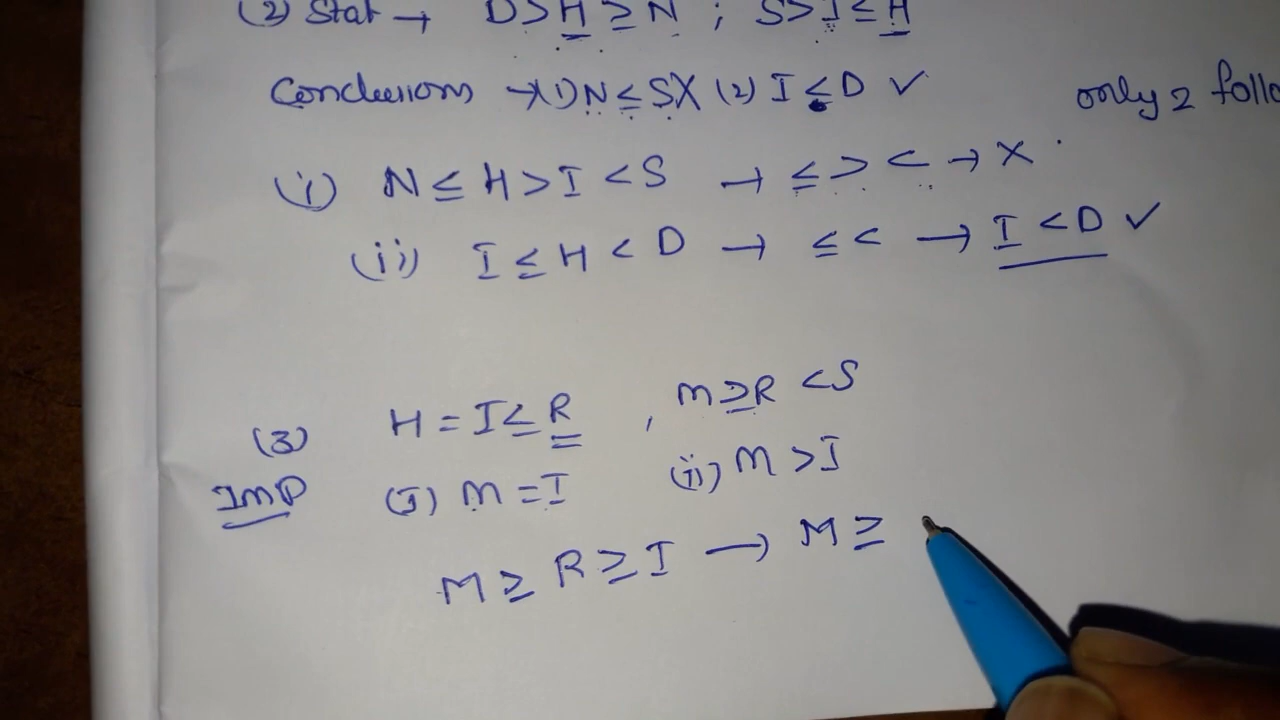 (2) Stat → D>H≥N ; S>I≤H
Conclusions → X 1) N≤S X (2) I≤D ✓ only 2 follo
(i) N≤H>I<S → ≤>< → X
(ii) I≤H<D → ≤< → I<D ✓
(3) H=I≤R , M≥R<S
Imp (I) M=I (ii) M>I
M≥R≥I → M≥